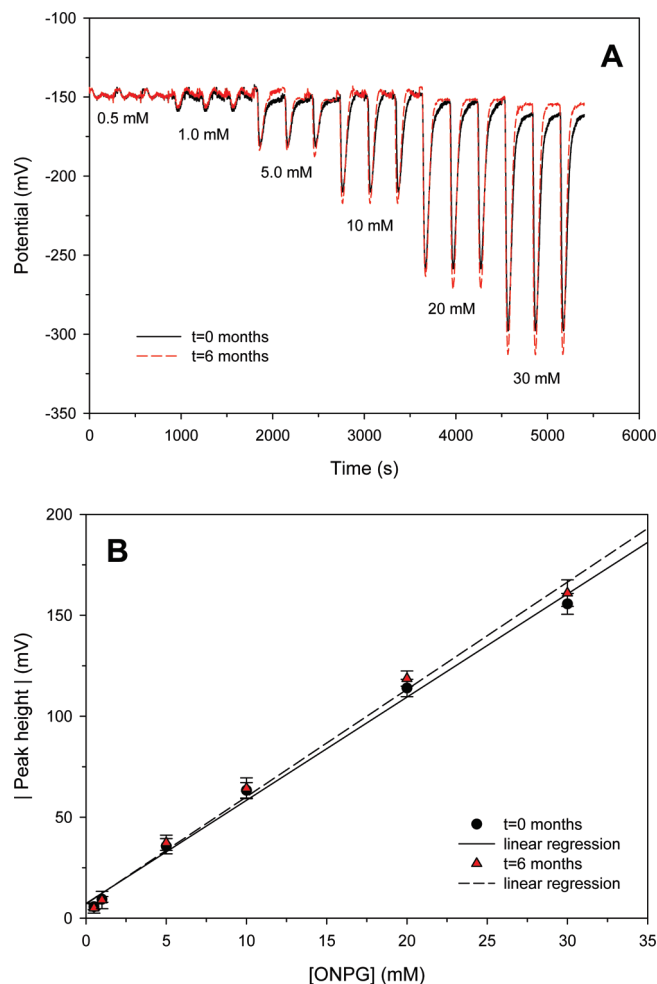 A
-100
-150
-200
-250
-300
-350
Potential (mV)
0.5 mM
1.0 mM
5.0 mM
10 mM
20 mM
30 mM
t=0 months
t=6 months
0 1000 2000 3000 4000 5000 6000
Time (s)
B
200
150
100
50
0
| Peak height | (mV)
t=0 months
linear regression
t=6 months
linear regression
0 5 10 15 20 25 30 35
[ONPG] (mM)